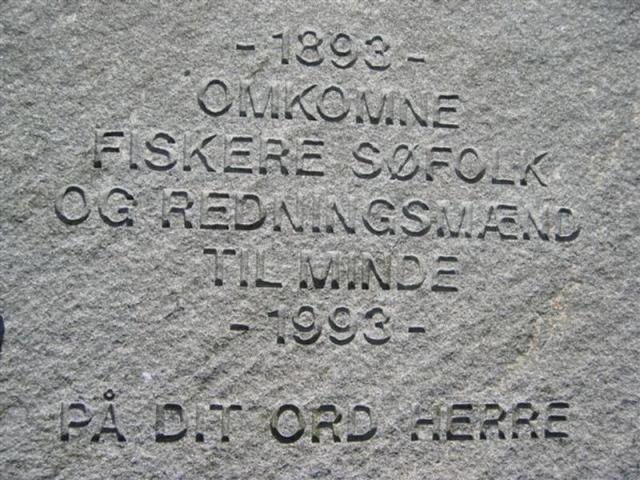 - 1893 -
OMKOMNE
FISKERE SØFOLK
OG REDNINGSMÆND
TIL MINDE
- 1993 -
PÅ DIT ORD HERRE